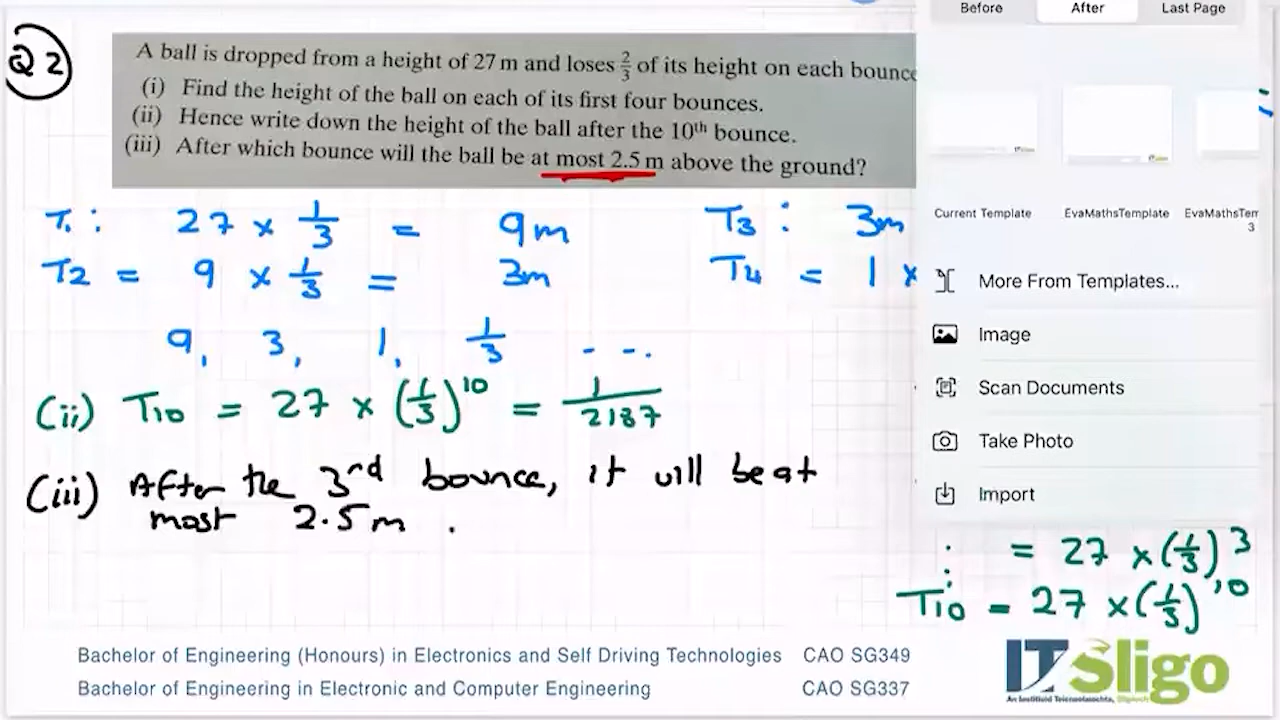 Q2
A ball is dropped from a height of 27 m and loses 2/3 of its height on each bounce
(i) Find the height of the ball on each of its first four bounces.
(ii) Hence write down the height of the ball after the 10th bounce.
(iii) After which bounce will the ball be at most 2.5 m above the ground?
T1: 27 × 1/3 = 9m
T2 = 9 × 1/3 = 3m
T3: 3m
T4 = 1 ×
9, 3, 1, 1/3 ...
(ii) T10 = 27 × (1/3)^10 = 1/2187
(iii) After the 3rd bounce, it will be at
most 2.5m.
: = 27 × (1/3)^3
T10 = 27 × (1/3)^10
Before After Last Page
Current Template EvaMathsTemplate EvaMathsTem
3
More From Templates...
Image
Scan Documents
Take Photo
Import
Bachelor of Engineering (Honours) in Electronics and Self Driving Technologies CAO SG349
Bachelor of Engineering in Electronic and Computer Engineering CAO SG337
IT Sligo
An Institiúid Teicneolaíochta, Sligeach